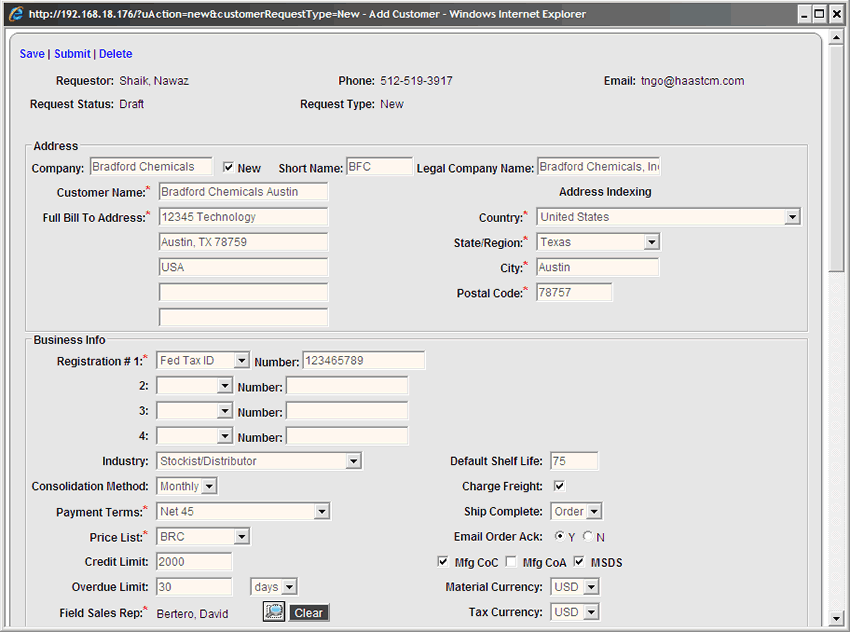 http://192.168.18.176/?uAction=new&customerRequestType=New - Add Customer - Windows Internet Explorer
Save | Submit | Delete
Requestor: Shaik, Nawaz Phone: 512-519-3917 Email: tngo@haastcm.com
Request Status: Draft Request Type: New
Address
Company: Bradford Chemicals New Short Name: BFC Legal Company Name: Bradford Chemicals, Inc
Customer Name:* Bradford Chemicals Austin Address Indexing
Full Bill To Address:* 12345 Technology Country:* United States
Austin, TX 78759 State/Region:* Texas
USA City:* Austin
Postal Code:* 78757
Business Info
Registration # 1:* Fed Tax ID Number: 123465789
2: Number:
3: Number:
4: Number:
Industry: Stockist/Distributor Default Shelf Life: 75
Consolidation Method: Monthly Charge Freight:
Payment Terms:* Net 45 Ship Complete: Order
Price List:* BRC Email Order Ack: Y N
Credit Limit: 2000 Mfg CoC Mfg CoA MSDS
Overdue Limit: 30 days Material Currency: USD
Field Sales Rep:* Bertero, David Clear Tax Currency: USD